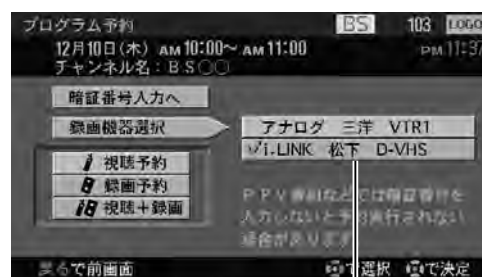 プログラム予約 BS 103 LOGO
12月10日(木) AM 10:00~ AM 11:00 PM 11:37
チャンネル名:BS○○
暗証番号入力へ
録画機器選択
アナログ 三洋 VTR1
i.LINK 松下 D-VHS
視聴予約
録画予約
視聴+録画
PPV番組などでは暗証番号を
入力しないと予約実行されない
場合があります
戻るで前画面 で選択 で決定